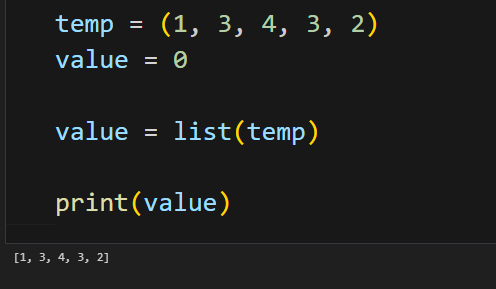 temp = (1, 3, 4, 3, 2)
value = 0
value = list(temp)
print(value)
[1, 3, 4, 3, 2]